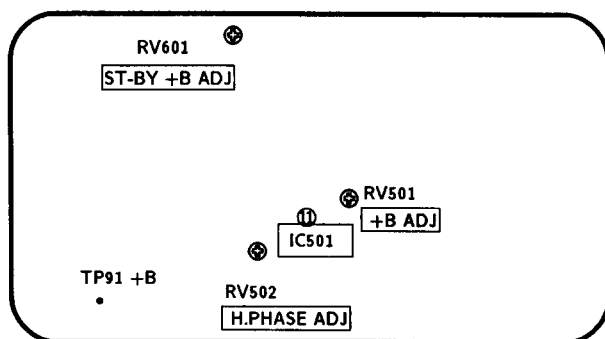 RV601
ST-BY +B ADJ
RV501
+B ADJ
11
IC501
TP91 +B
RV502
H.PHASE ADJ